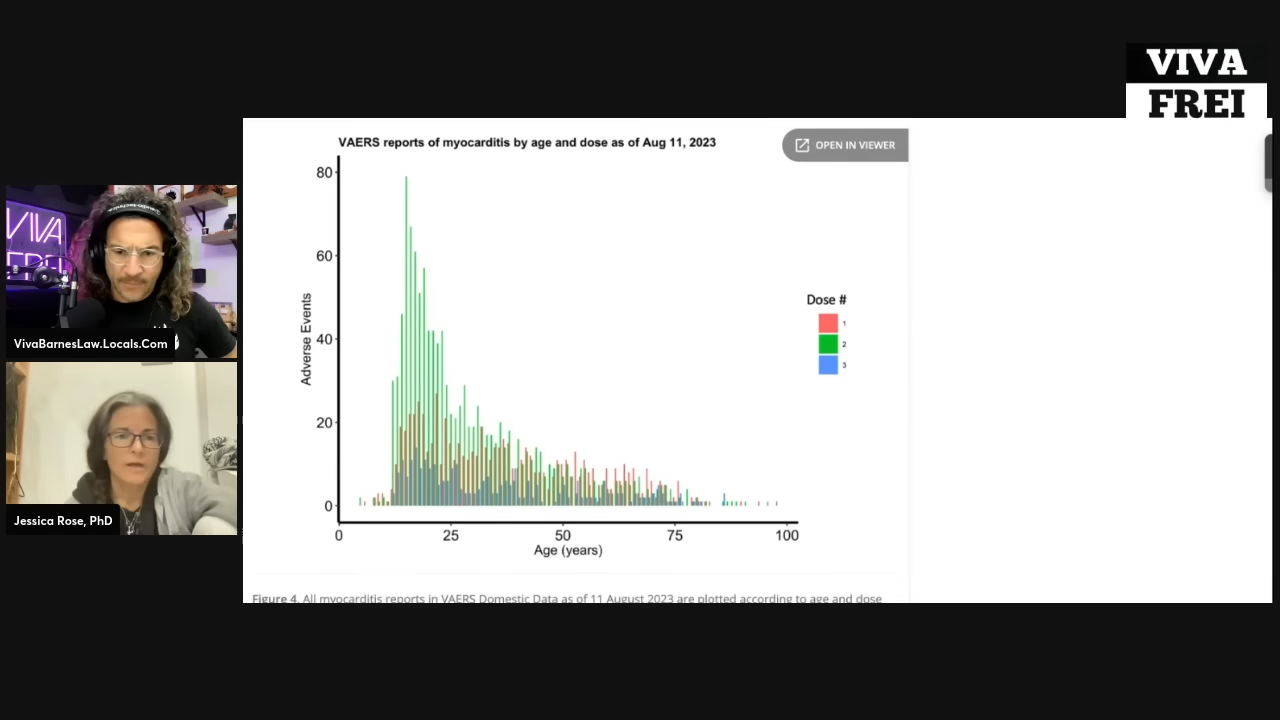 VIVA
FREI
VAERS reports of myocarditis by age and dose as of Aug 11, 2023
OPEN IN VIEWER
80
60
40
20
0
Adverse Events
0 25 50 75 100
Age (years)
Dose #
1
2
3
Figure 4. All myocarditis reports in VAERS Domestic Data as of 11 August 2023 are plotted according to age and dose
VIVA
FREI
VivaBarnesLaw.Locals.Com
Jessica Rose, PhD